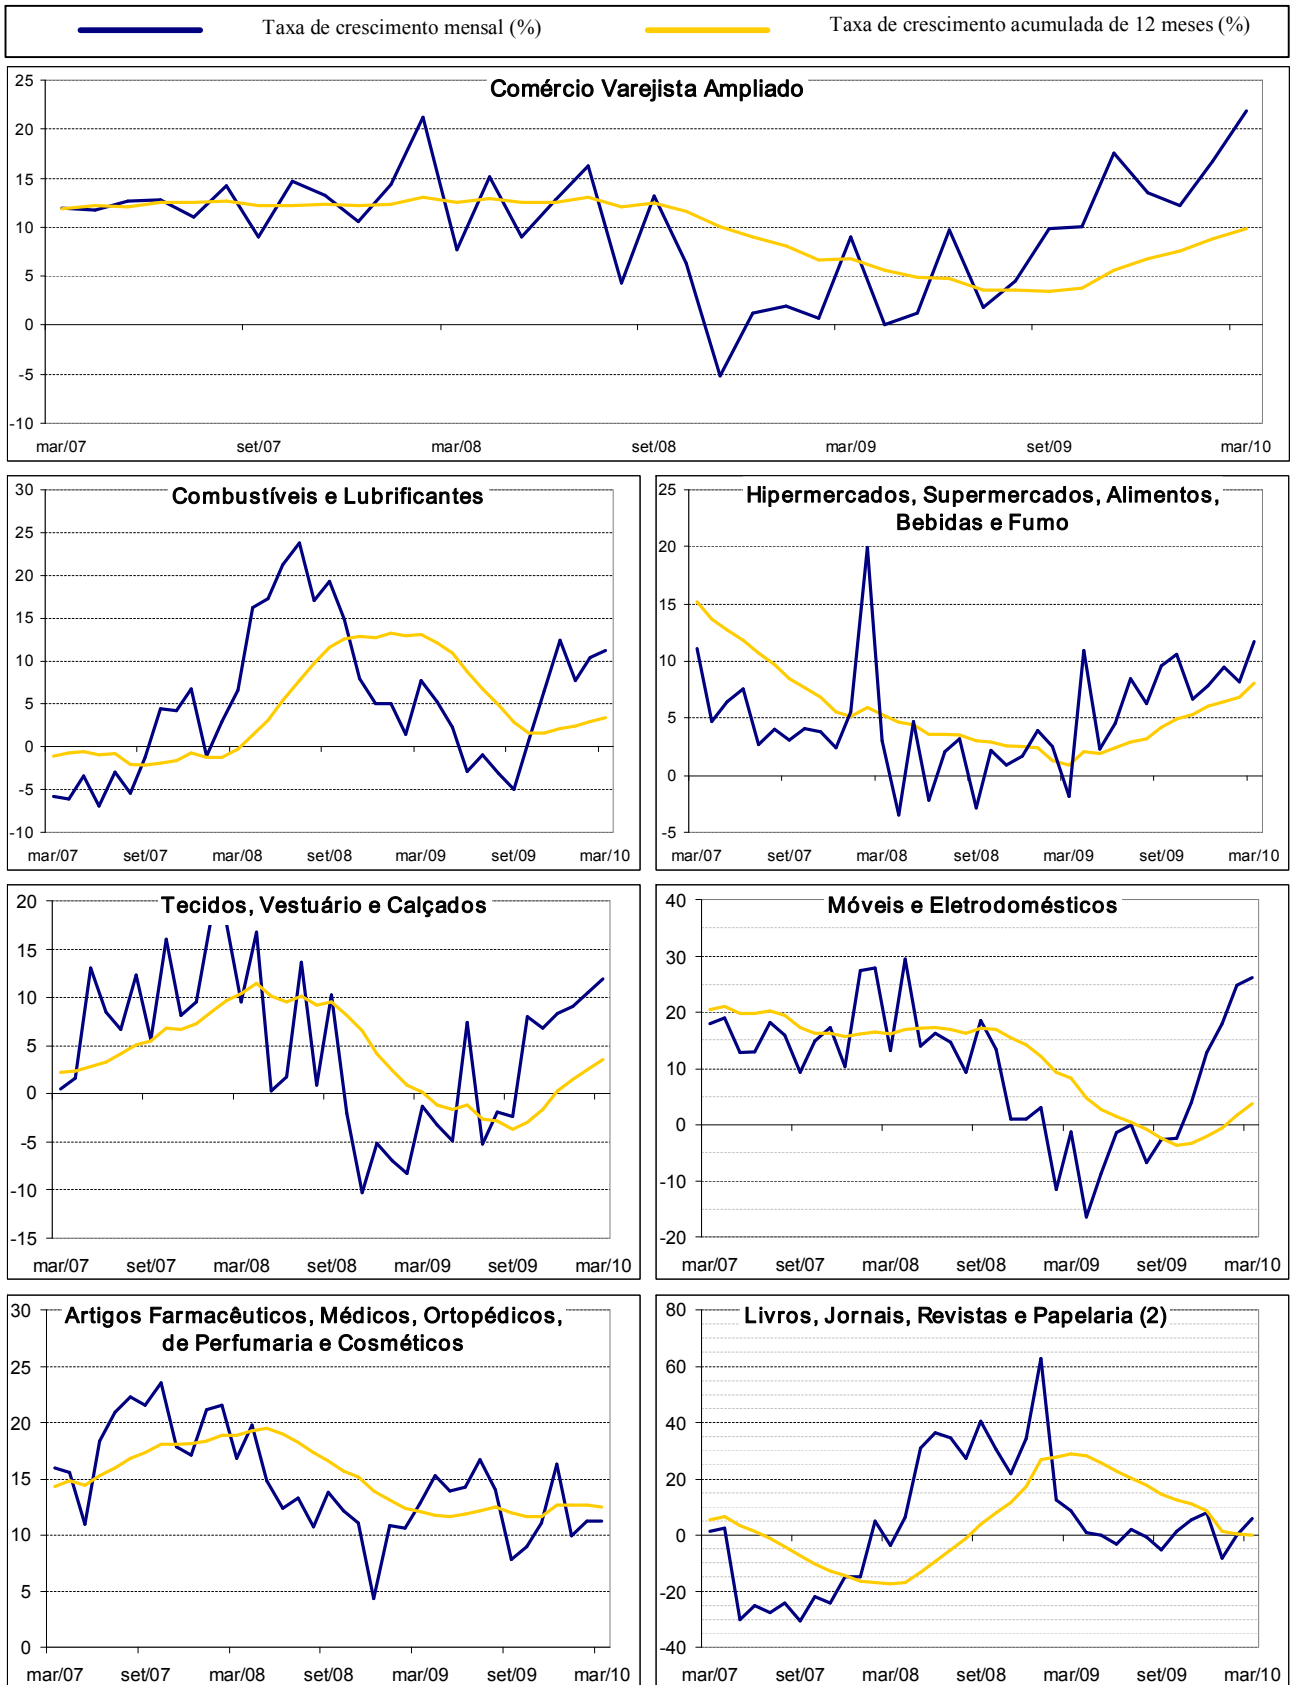 Taxa de crescimento mensal (%)
Taxa de crescimento acumulada de 12 meses (%)
Comércio Varejista Ampliado
25
20
15
10
5
0
-5
-10
mar/07
set/07
mar/08
set/08
mar/09
set/09
mar/10
Combustíveis e Lubrificantes
30
25
20
15
10
5
0
-5
-10
mar/07
set/07
mar/08
set/08
mar/09
set/09
mar/10
Hipermercados, Supermercados, Alimentos,
Bebidas e Fumo
25
20
15
10
5
0
-5
mar/07
set/07
mar/08
set/08
mar/09
set/09
mar/10
Tecidos, Vestuário e Calçados
20
15
10
5
0
-5
-10
-15
mar/07
set/07
mar/08
set/08
mar/09
set/09
mar/10
Móveis e Eletrodomésticos
40
30
20
10
0
-10
-20
mar/07
set/07
mar/08
set/08
mar/09
set/09
mar/10
Artigos Farmacêuticos, Médicos, Ortopédicos,
de Perfumaria e Cosméticos
30
25
20
15
10
5
0
mar/07
set/07
mar/08
set/08
mar/09
set/09
mar/10
Livros, Jornais, Revistas e Papelaria (2)
80
60
40
20
0
-20
-40
mar/07
set/07
mar/08
set/08
mar/09
set/09
mar/10